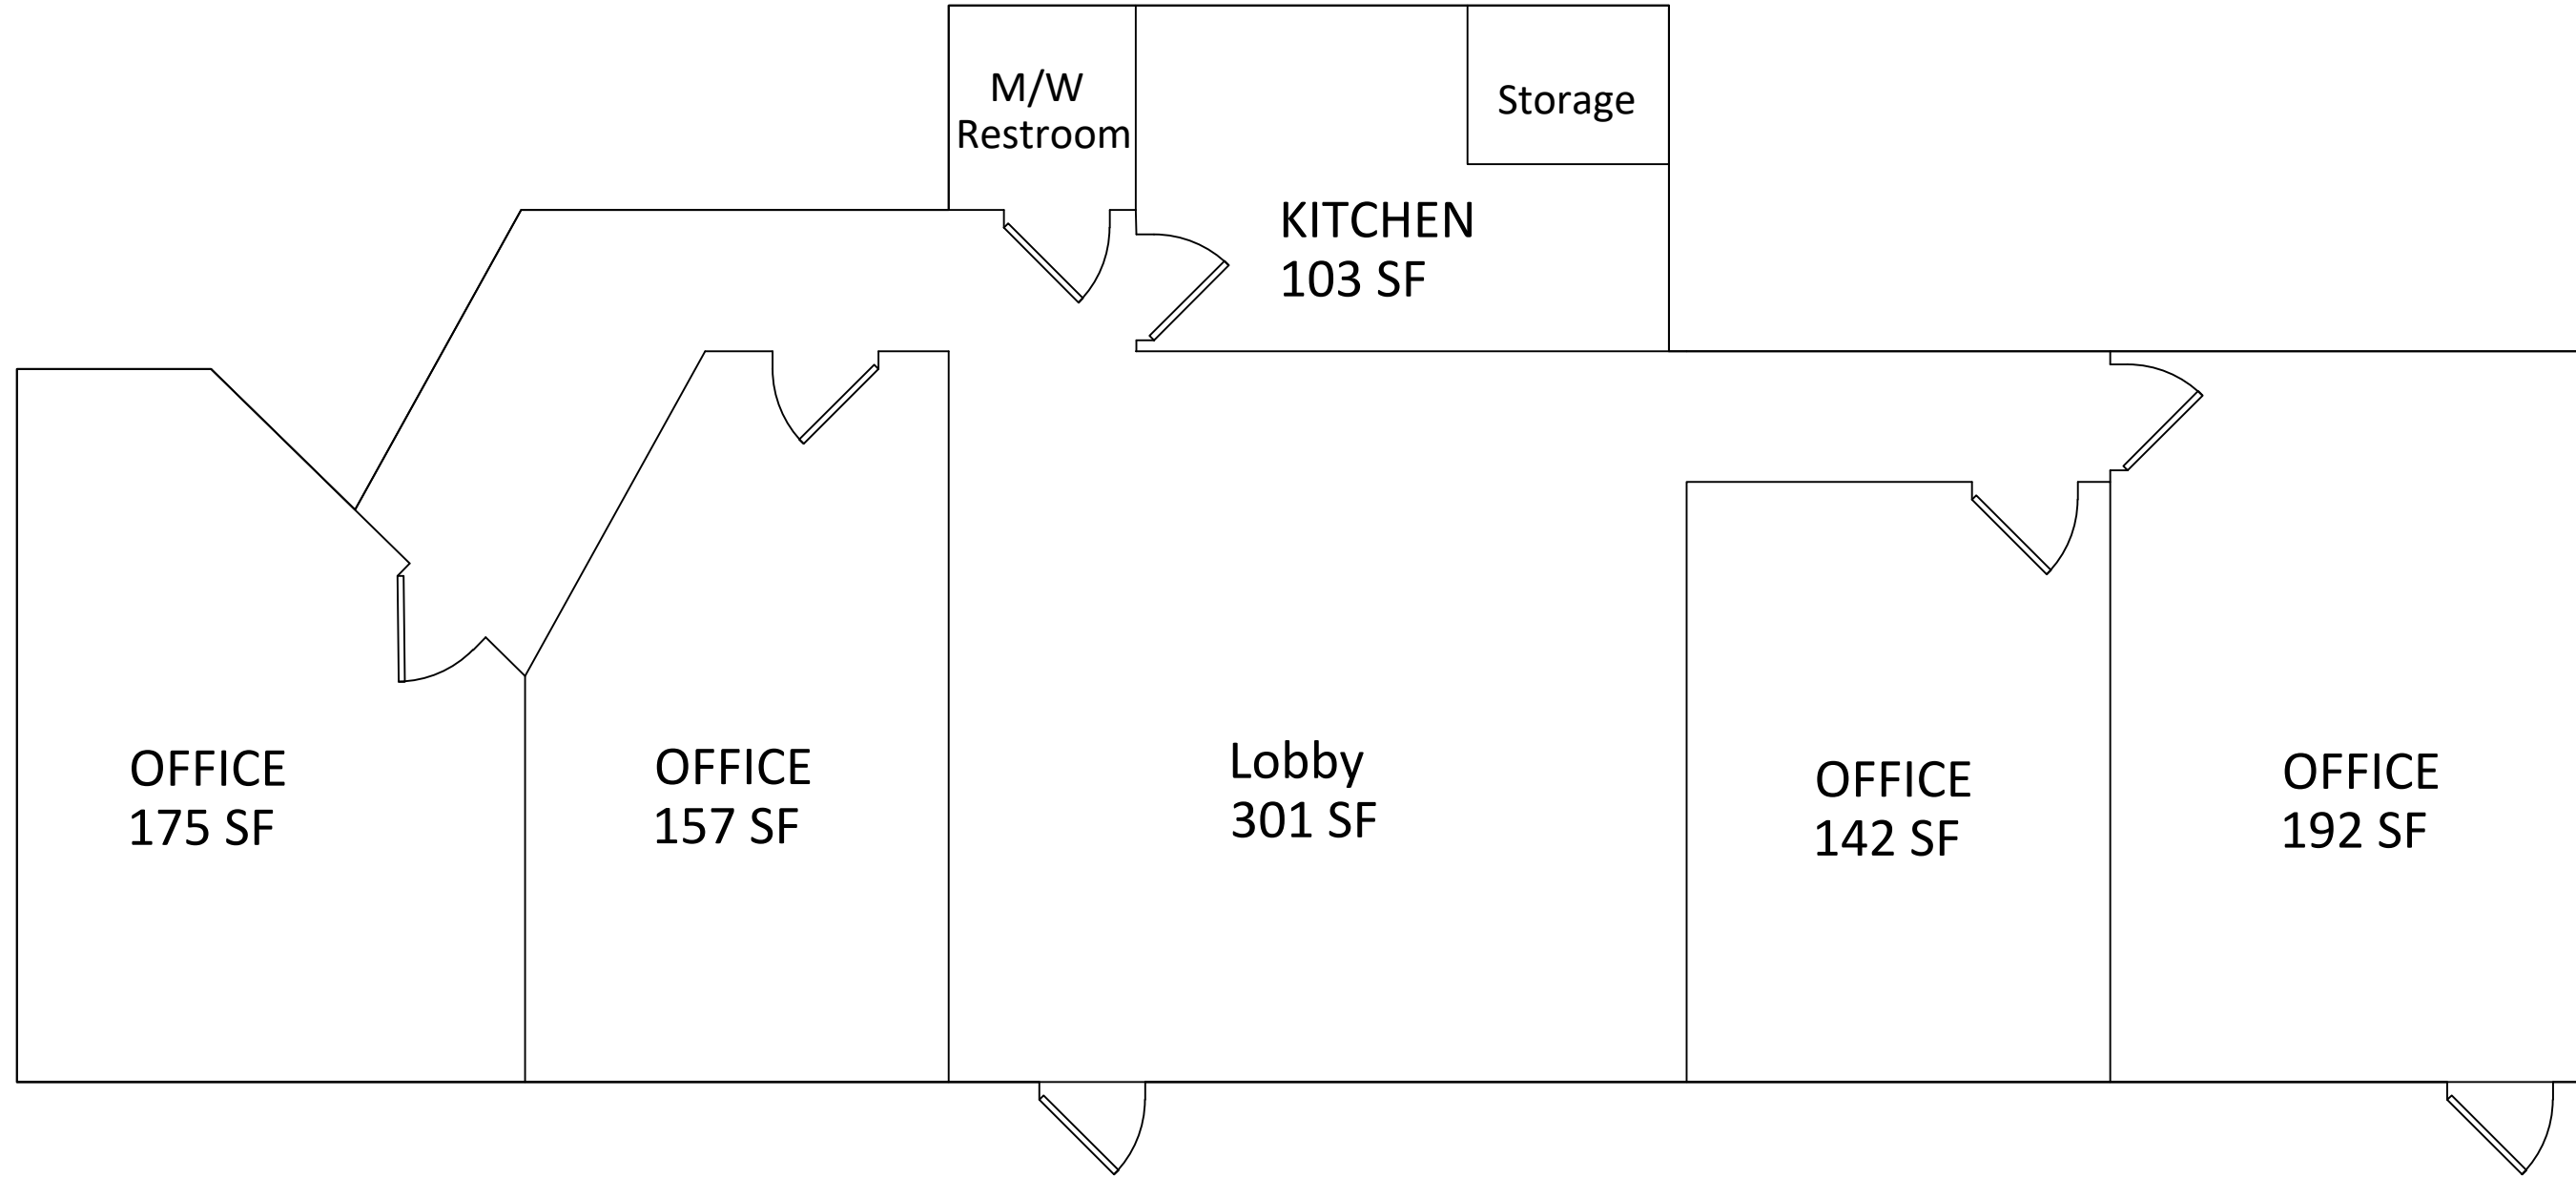 M/W
Restroom
Storage
KITCHEN
103 SF
OFFICE
175 SF
OFFICE
157 SF
Lobby
301 SF
OFFICE
142 SF
OFFICE
192 SF